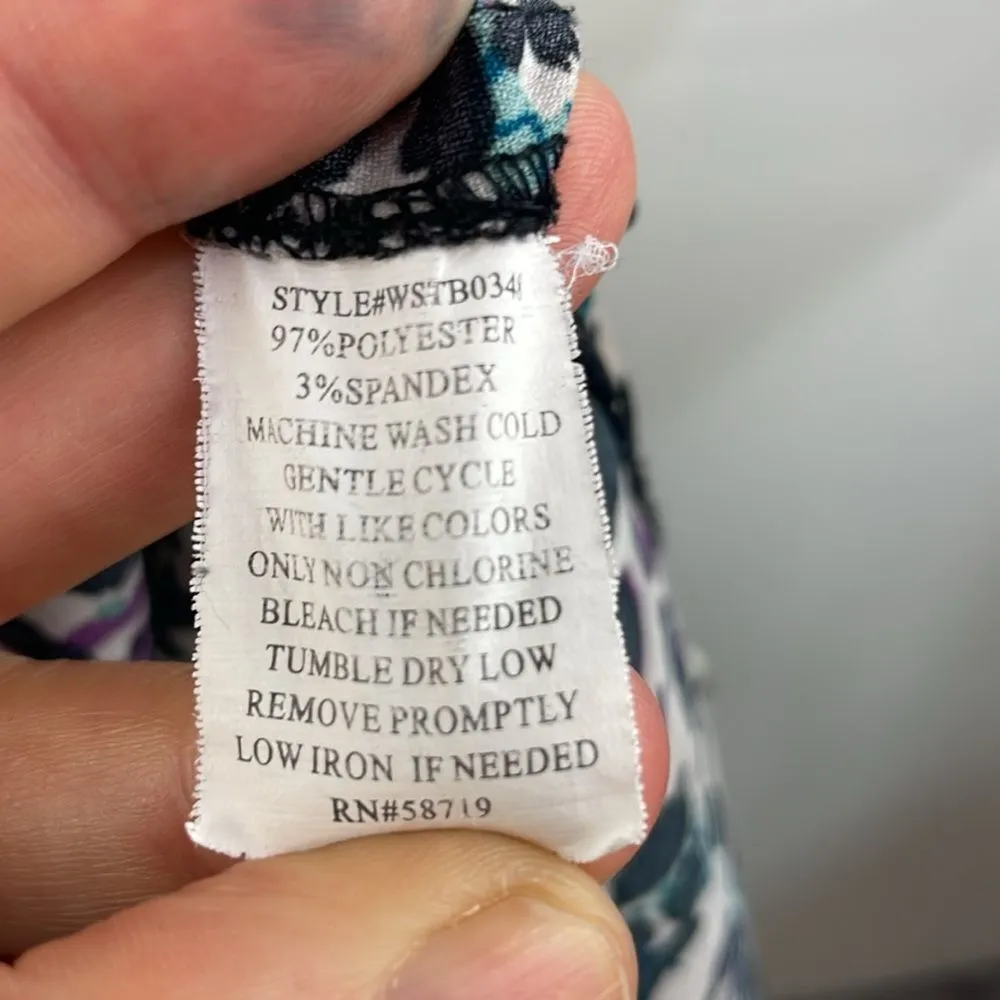 STYLE#WSTB034
97%POLYESTER
3%SPANDEX
MACHINE WASH COLD
GENTLE CYCLE
WITH LIKE COLORS
ONLY NON CHLORINE
BLEACH IF NEEDED
TUMBLE DRY LOW
REMOVE PROMPTLY
LOW IRON IF NEEDED
RN#58719